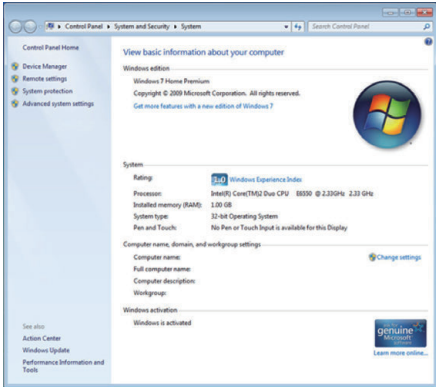 Control Panel ▸ System and Security ▸ System
Search Control Panel
Control Panel Home
Device Manager
Remote settings
System protection
Advanced system settings
See also
Action Center
Windows Update
Performance Information and
Tools
View basic information about your computer
Windows edition
Windows 7 Home Premium
Copyright © 2009 Microsoft Corporation. All rights reserved.
Get more features with a new edition of Windows 7
System
Rating:
Windows Experience Index
Processor: Intel(R) Core(TM)2 Duo CPU E6550 @ 2.33GHz 2.33 GHz
Installed memory (RAM): 1.00 GB
System type: 32-bit Operating System
Pen and Touch: No Pen or Touch Input is available for this Display
Computer name, domain, and workgroup settings
Computer name:
Change settings
Full computer name:
Computer description:
Workgroup:
Windows activation
Windows is activated
genuine
Microsoft
software
Learn more online...